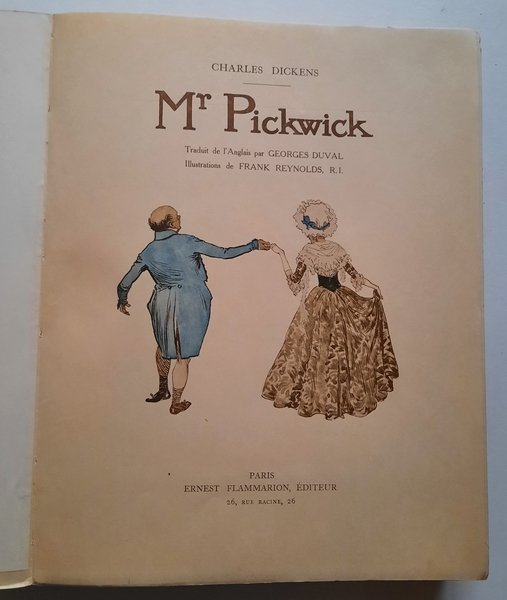 CHARLES DICKENS
Mr Pickwick
Traduit de l'Anglais par GEORGES DUVAL
Illustrations de FRANK REYNOLDS, R.I.
PARIS
ERNEST FLAMMARION, ÉDITEUR
26, RUE RACINE, 26